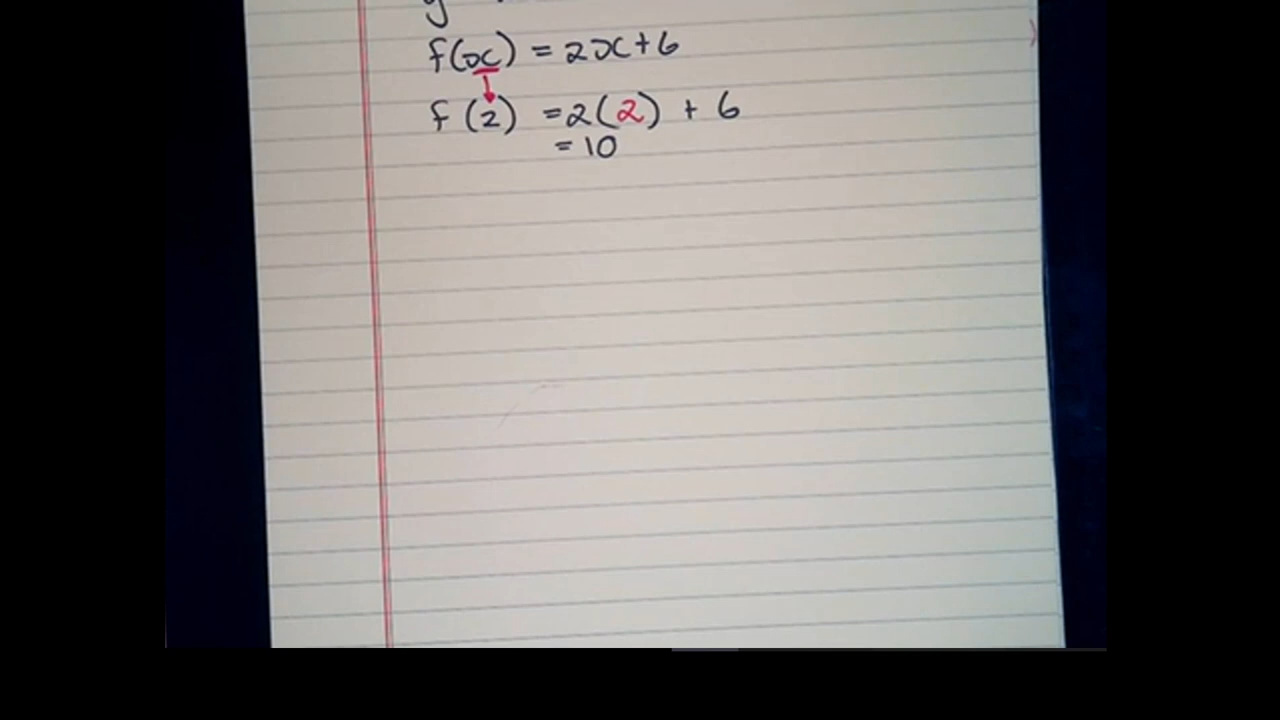 f(x) = 2x+6
f(2) = 2(2) + 6
= 10